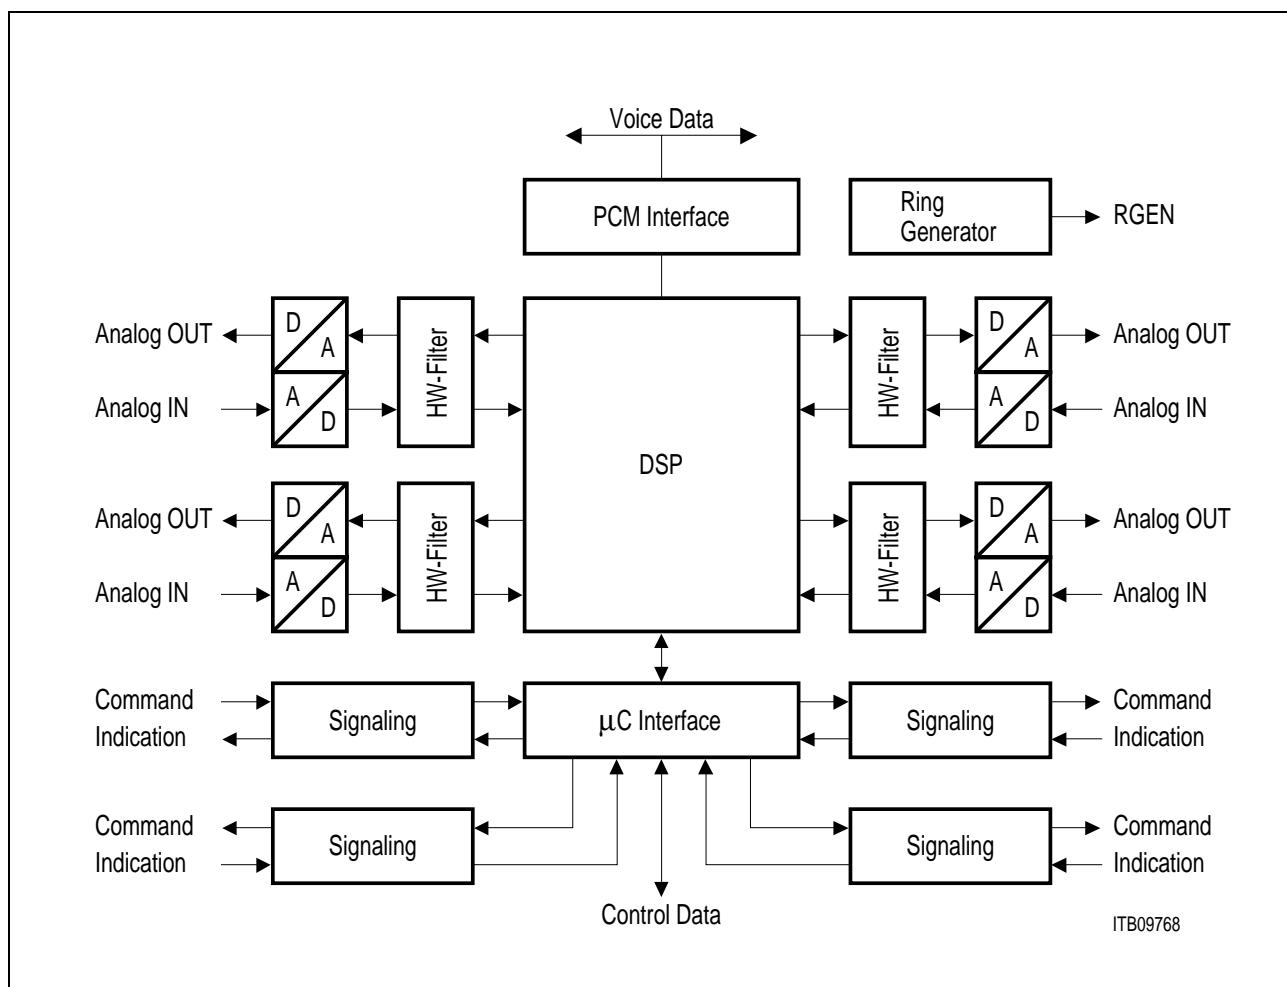 Voice Data
PCM Interface
Ring
Generator
RGEN
Analog OUT
D
A
HW-Filter
HW-Filter
D
A
Analog OUT
Analog IN
A
D
A
D
Analog IN
DSP
Analog OUT
D
A
HW-Filter
HW-Filter
D
A
Analog OUT
Analog IN
A
D
A
D
Analog IN
Command
Indication
Signaling
µC Interface
Signaling
Command
Indication
Command
Indication
Signaling
Signaling
Command
Indication
Control Data
ITB09768